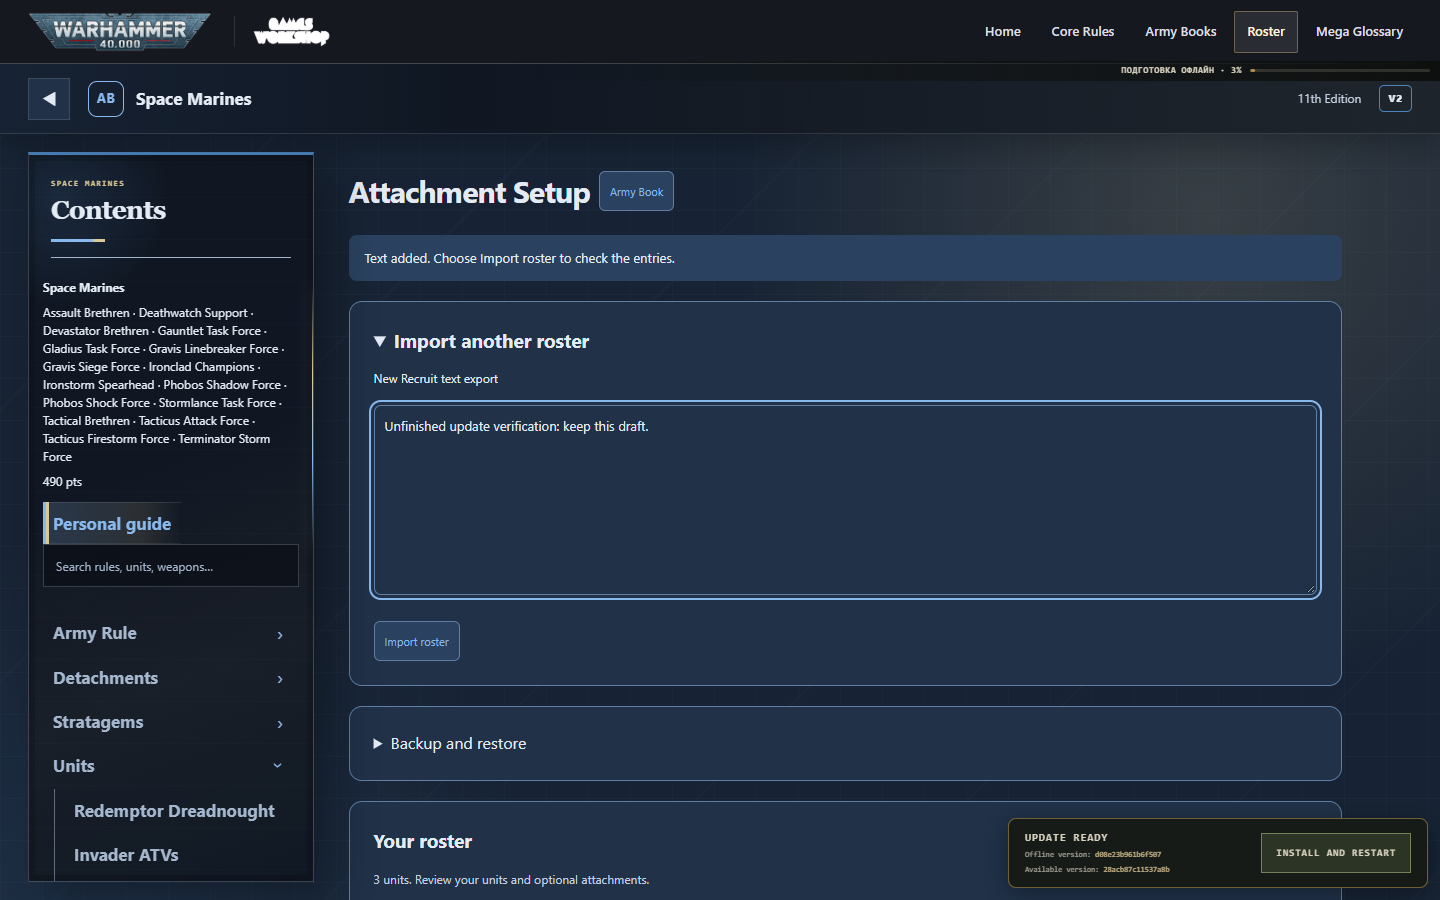 WARHAMMER
40,000
GAMES
WORKSHOP
Home
Core Rules
Army Books
Roster
Mega Glossary
ПОДГОТОВКА ОФЛАЙН · 3%
◀
AB
Space Marines
11th Edition
V2
SPACE MARINES
Contents
Space Marines
Assault Brethren · Deathwatch Support ·
Devastator Brethren · Gauntlet Task Force ·
Gladius Task Force · Gravis Linebreaker Force ·
Gravis Siege Force · Ironclad Champions ·
Ironstorm Spearhead · Phobos Shadow Force ·
Phobos Shock Force · Stormlance Task Force ·
Tactical Brethren · Tacticus Attack Force ·
Tacticus Firestorm Force · Terminator Storm
Force
490 pts
Personal guide
Search rules, units, weapons...
Army Rule
Detachments
Stratagems
Units
Redemptor Dreadnought
Invader ATVs
Attachment Setup
Army Book
Text added. Choose Import roster to check the entries.
▼ Import another roster
New Recruit text export
Unfinished update verification: keep this draft.
Import roster
▶ Backup and restore
Your roster
3 units. Review your units and optional attachments.
UPDATE READY
Offline version: d08e23b961b6f507
Available version: 28acb87c11537a8b
INSTALL AND RESTART